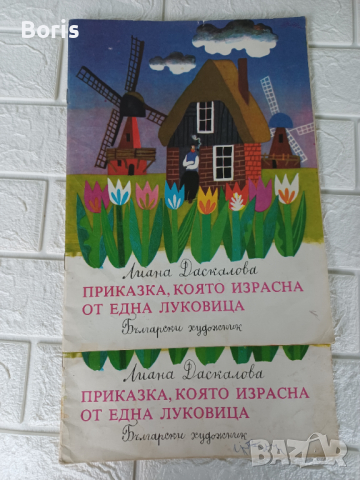 Boris
Лиана Даскалова
ПРИКАЗКА, КОЯТО ИЗРАСНА
ОТ ЕДНА ЛУКОВИЦА
Български художник
Лиана Даскалова
ПРИКАЗКА, КОЯТО ИЗРАСНА
ОТ ЕДНА ЛУКОВИЦА
Български художник
BAZAR